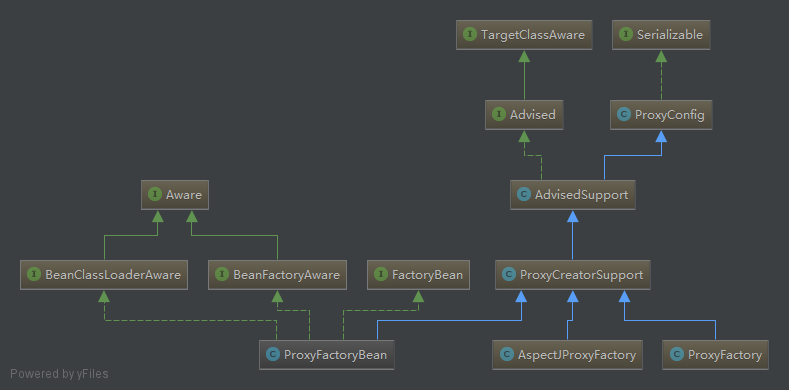 I TargetClassAware
I Serializable
I Advised
C ProxyConfig
I Aware
C AdvisedSupport
I BeanClassLoaderAware
I BeanFactoryAware
I FactoryBean
C ProxyCreatorSupport
C ProxyFactoryBean
C AspectJProxyFactory
C ProxyFactory
Powered by yFiles